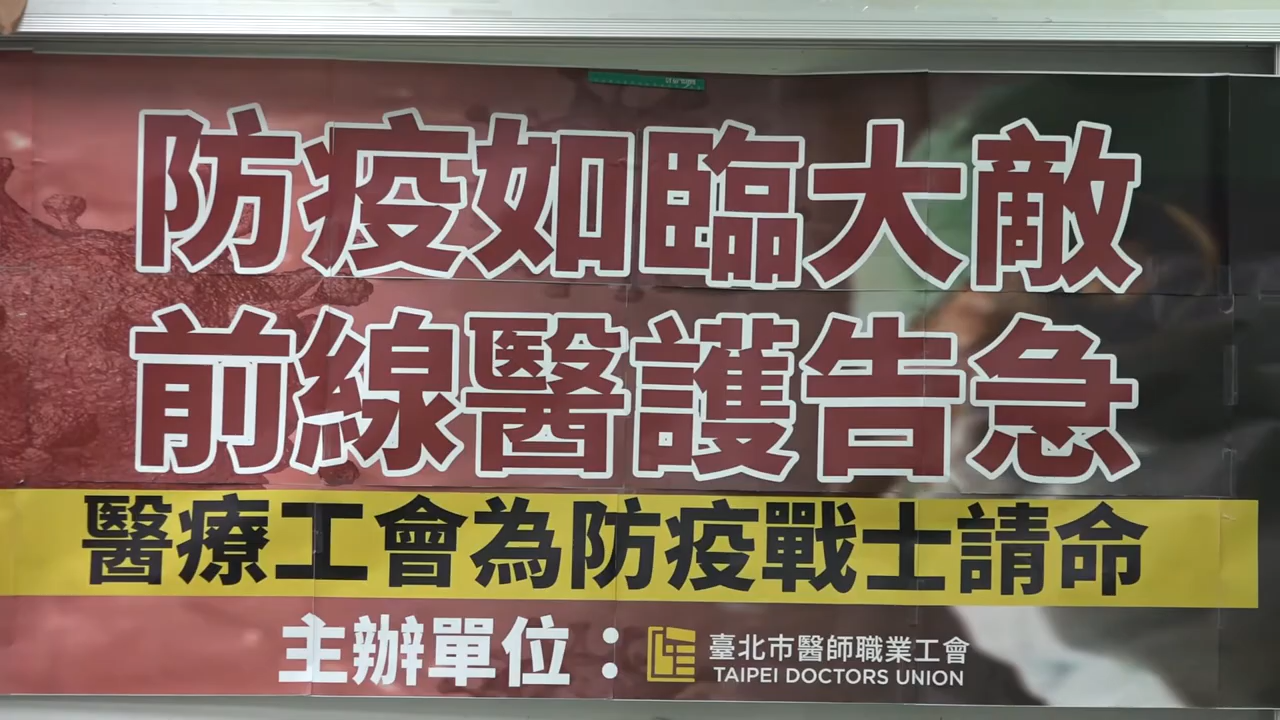 防疫如臨大敵
前線醫護告急
醫療工會為防疫戰士請命
主辦單位：
臺北市醫師職業工會
TAIPEI DOCTORS UNION